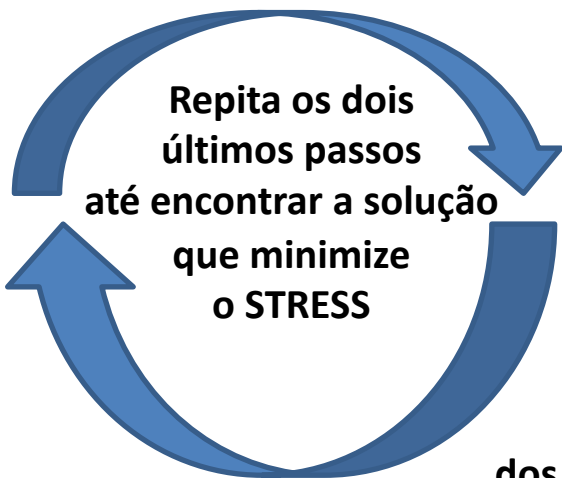 Repita os dois
últimos passos
até encontrar a solução
que minimize
o STRESS
dos